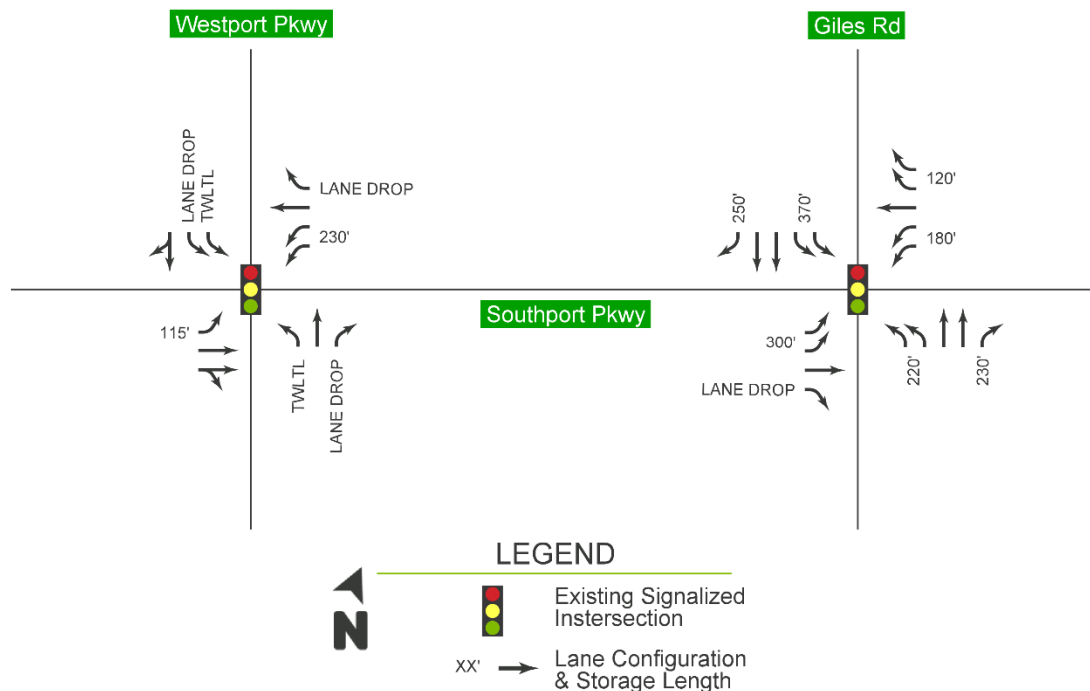 Westport Pkwy
Giles Rd
LANE DROP
TWLTL
LANE DROP
230'
250'
370'
120'
180'
Southport Pkwy
115'
TWLTL
LANE DROP
300'
LANE DROP
220'
230'
LEGEND
N
Existing Signalized
Instersection
XX'
Lane Configuration
& Storage Length